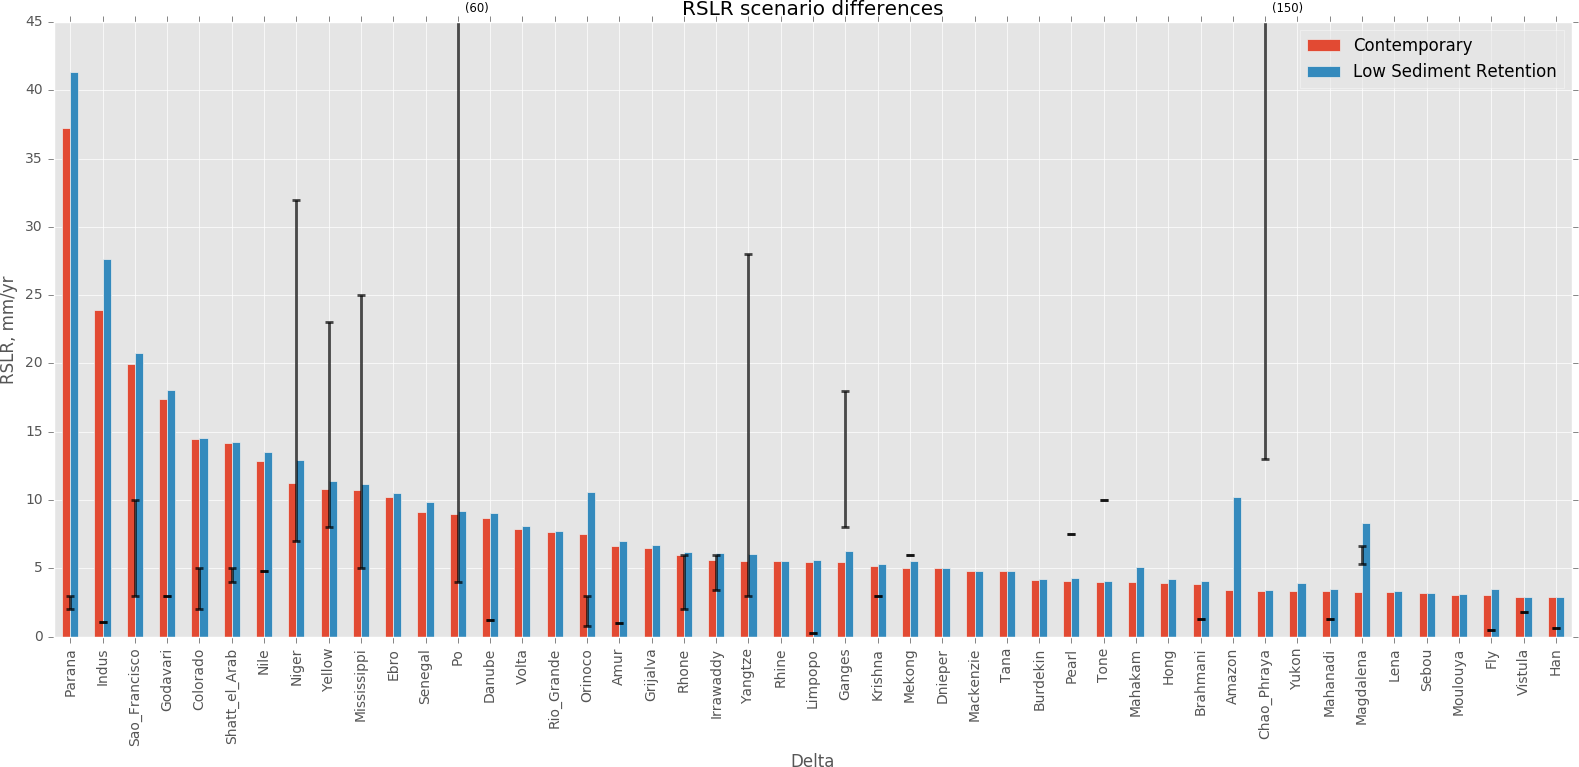 (60)
RSLR scenario differences
(150)
45
40
35
30
25
20
15
10
5
0
RSLR, mm/yr
Contemporary
Low Sediment Retention
Parana
Indus
Sao_Francisco
Godavari
Colorado
Shatt_el_Arab
Nile
Niger
Yellow
Mississippi
Ebro
Senegal
Po
Danube
Volta
Rio_Grande
Orinoco
Amur
Grijalva
Rhone
Irrawaddy
Yangtze
Rhine
Limpopo
Ganges
Krishna
Mekong
Dnieper
Mackenzie
Tana
Burdekin
Pearl
Tone
Mahakam
Hong
Brahmani
Amazon
Chao_Phraya
Yukon
Mahanadi
Magdalena
Lena
Sebou
Moulouya
Fly
Vistula
Han
Delta